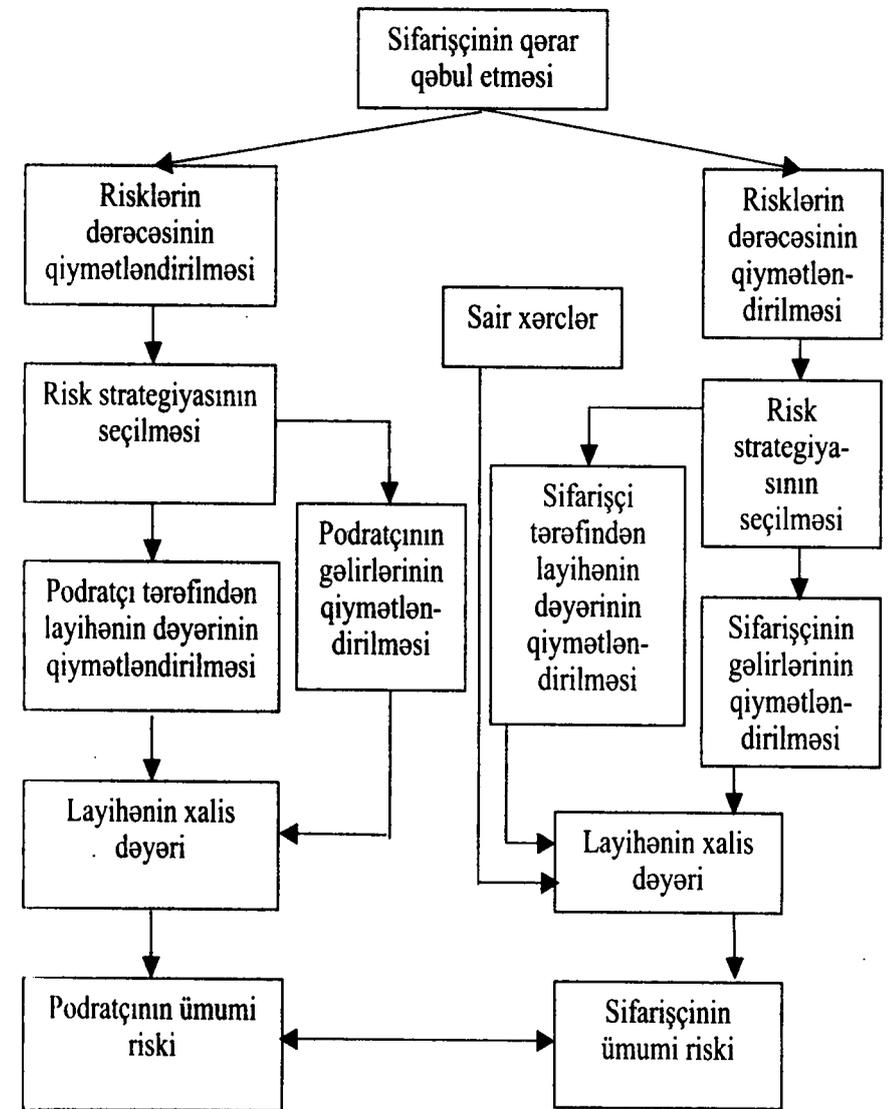 Sifarişçinin qərar
qəbul etməsi
Risklərin
dərəcəsinin
qiymətləndirilməsi
Risklərin
dərəcəsinin
qiymətlən-
dirilməsi
Sair xərclər
Risk strategiyasının
seçilməsi
Risk
strategiya-
sının
seçilməsi
Podratçının
gəlirlərinin
qiymətlən-
dirilməsi
Sifarişçi
tərəfindən
layihənin
dəyərinin
qiymətlən-
dirilməsi
Podratçı tərəfindən
layihənin dəyərinin
qiymətləndirilməsi
Sifarişçinin
gəlirlərinin
qiymətlən-
dirilməsi
Layihənin xalis
dəyəri
Layihənin xalis
dəyəri
Podratçının ümumi
riski
Sifarişçinin
ümumi riski